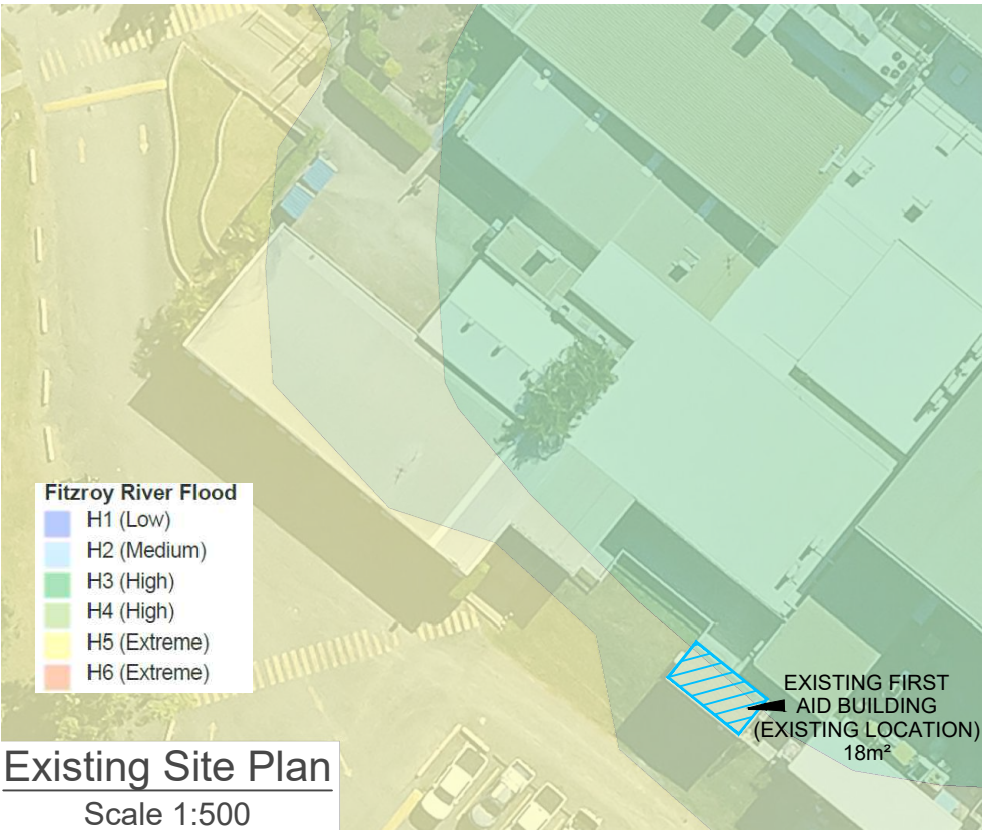 Fitzroy River Flood
H1 (Low)
H2 (Medium)
H3 (High)
H4 (High)
H5 (Extreme)
H6 (Extreme)
EXISTING FIRST
AID BUILDING
(EXISTING LOCATION)
18m²
Existing Site Plan
Scale 1:500